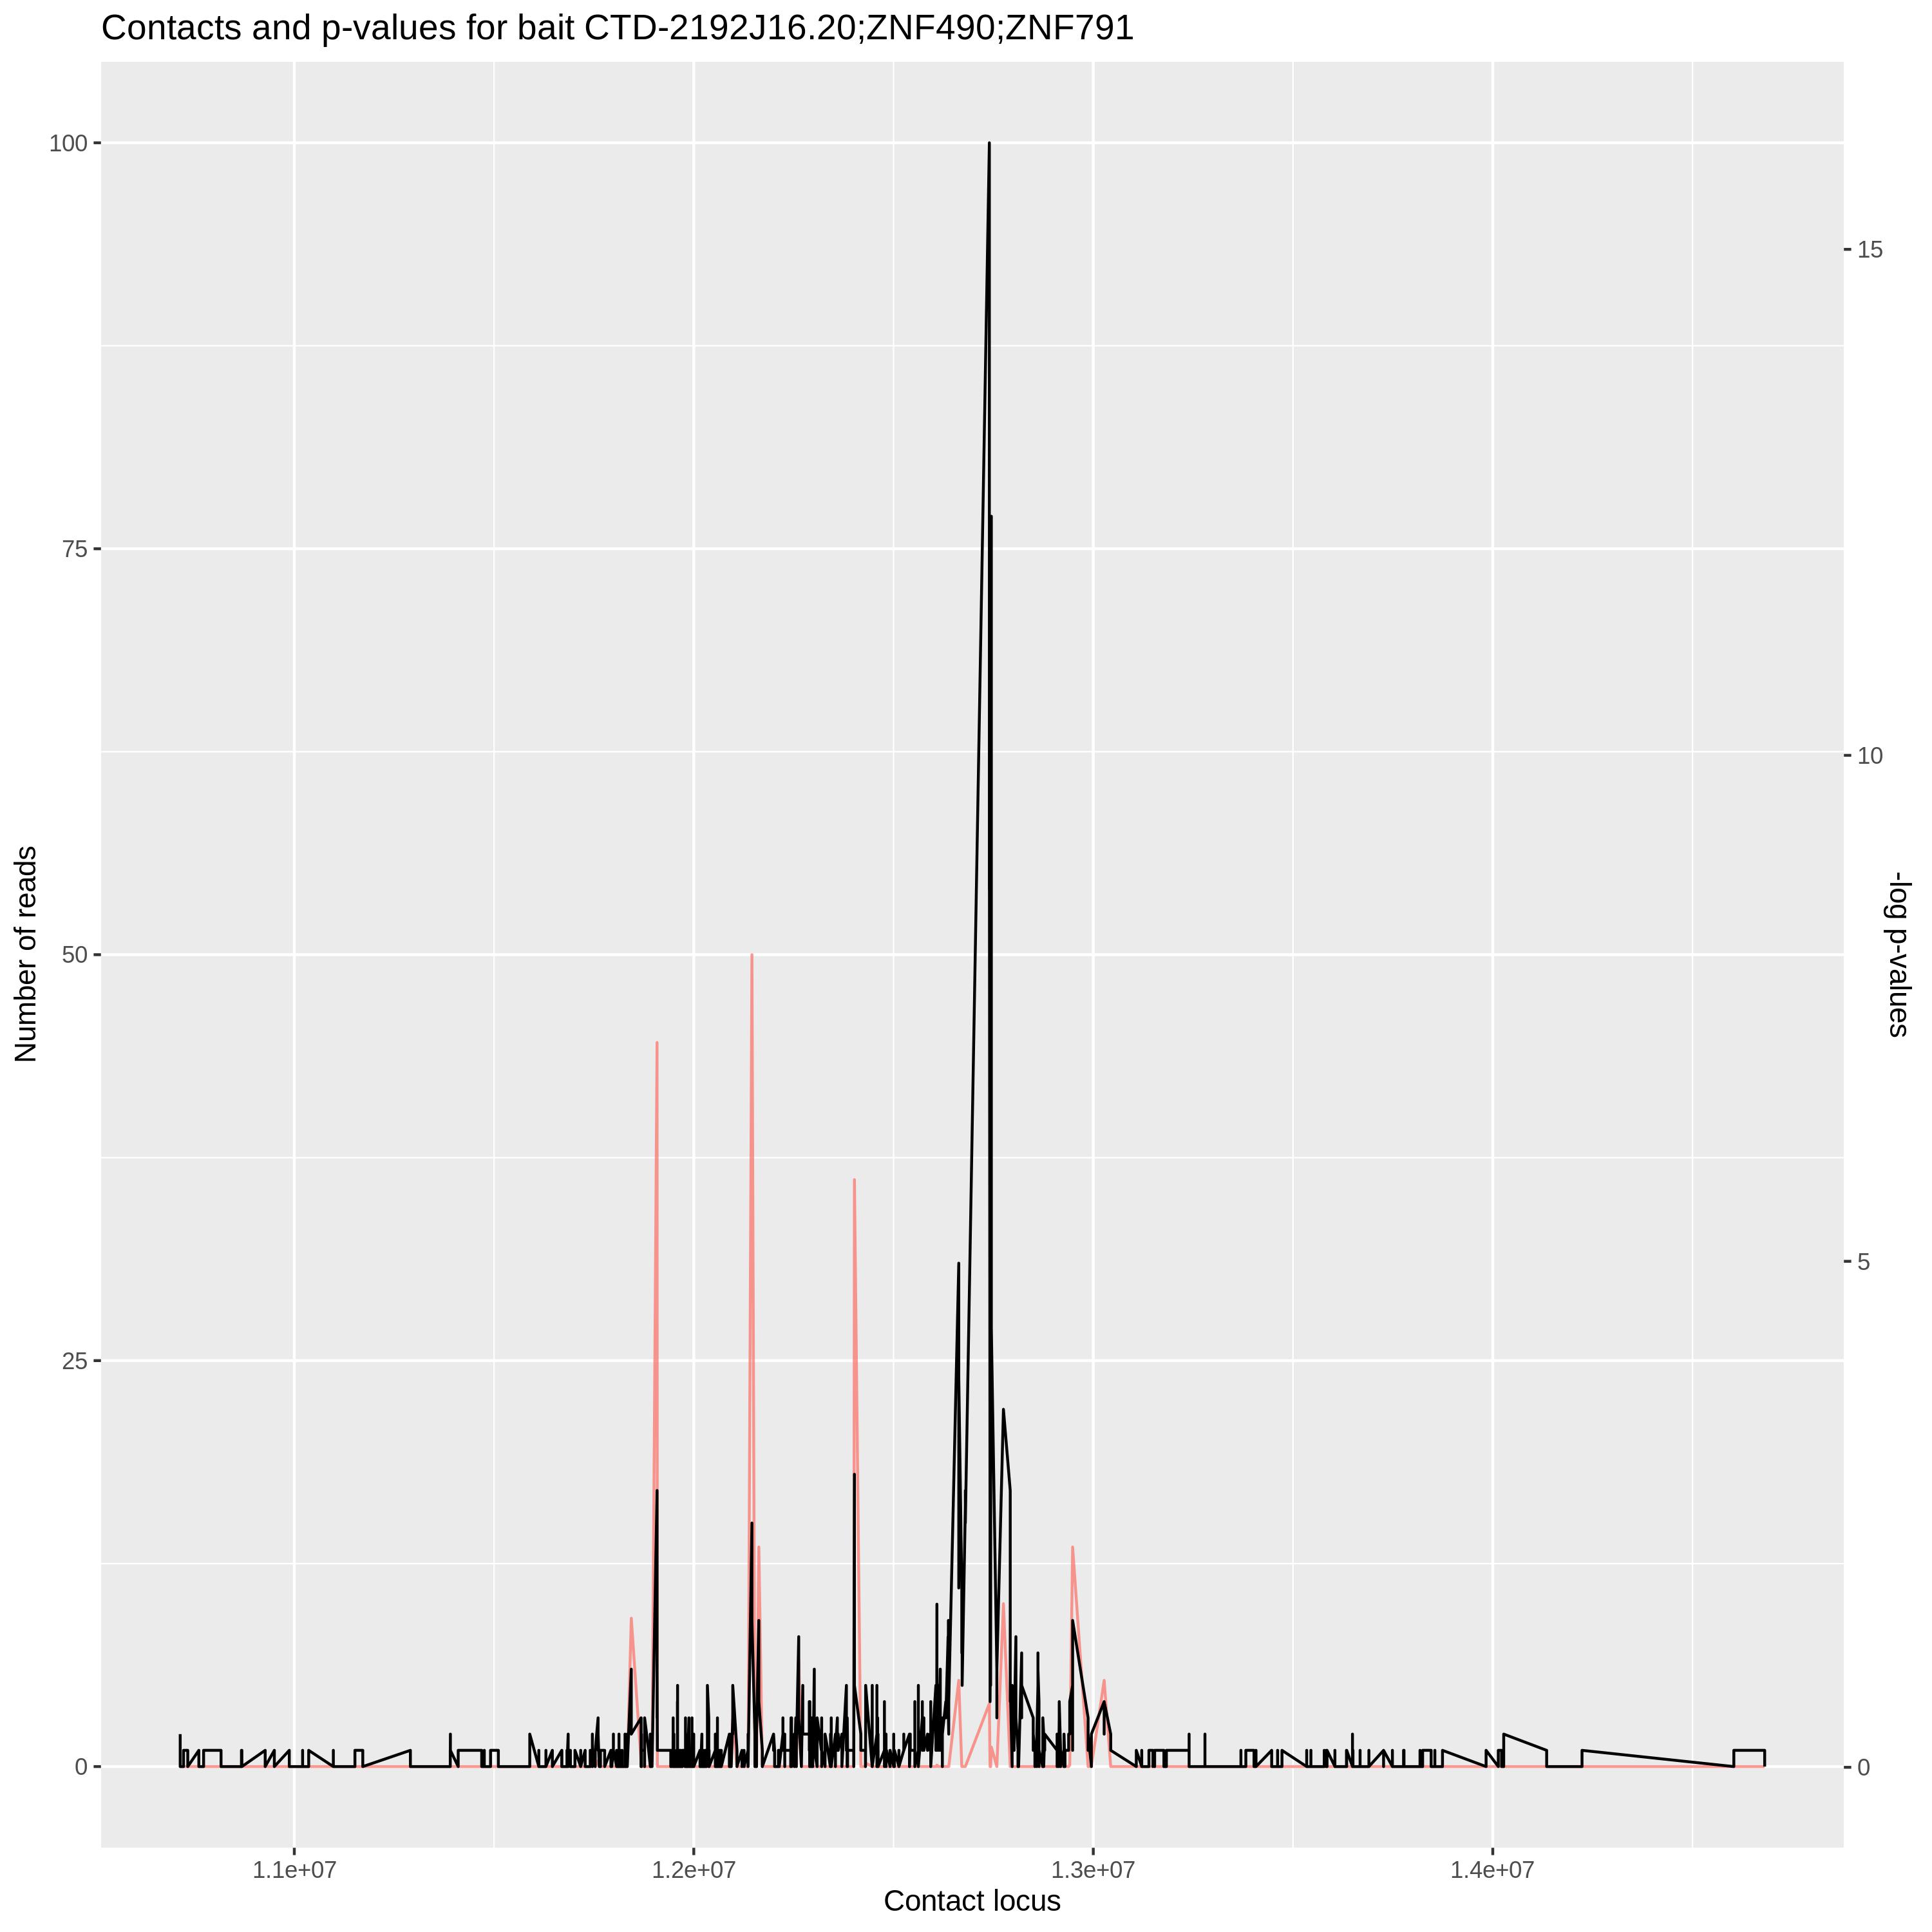 Contacts and p-values for bait CTD-2192J16.20;ZNF490;ZNF791
100
75
50
25
0
Number of reads
15
10
5
0
-log p-values
1.1e+07
1.2e+07
1.3e+07
1.4e+07
Contact locus